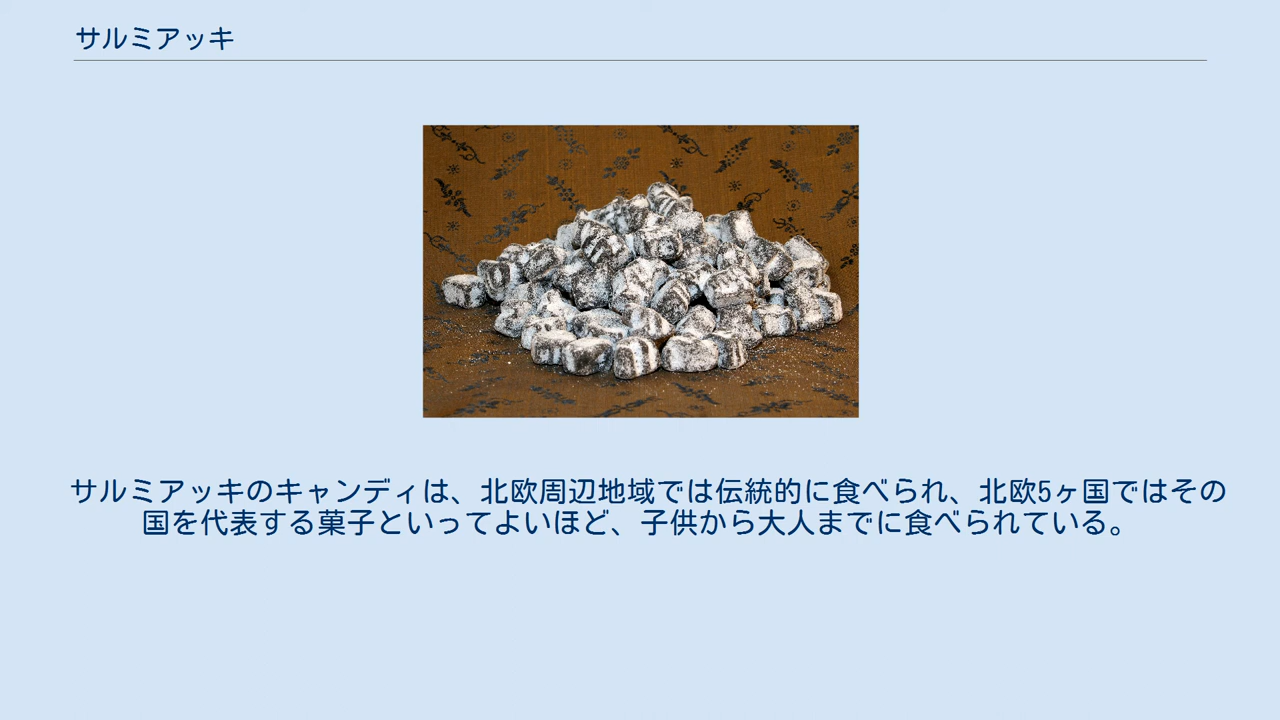 サルミアッキ
サルミアッキのキャンディは、北欧周辺地域では伝統的に食べられ、北欧5ヶ国ではその
国を代表する菓子といってよいほど、子供から大人までに食べられている。